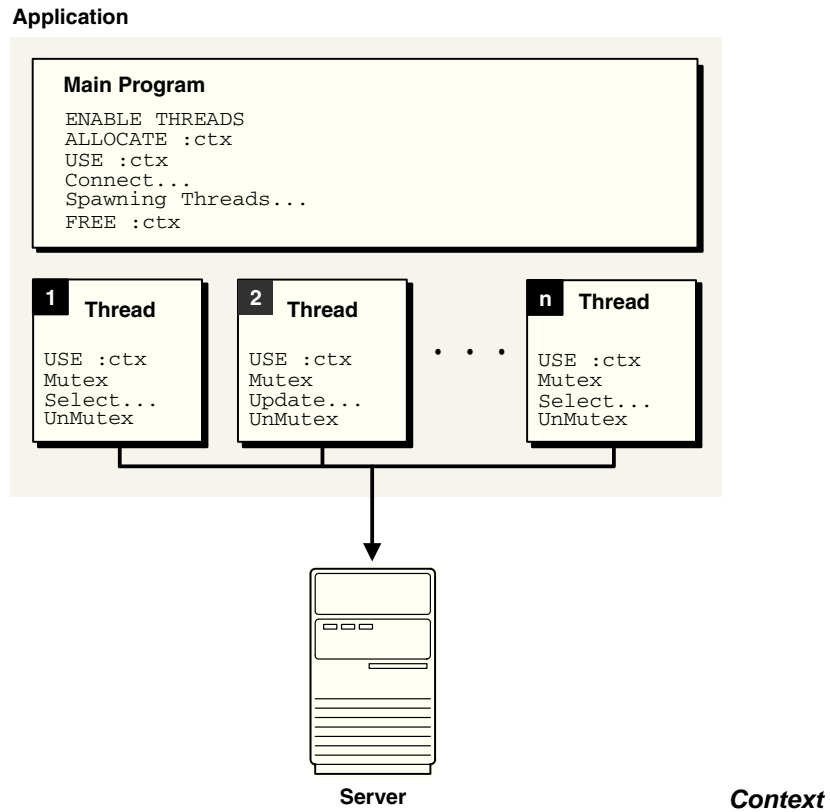 Application
Main Program
ENABLE THREADS
ALLOCATE :ctx
USE :ctx
Connect...
Spawning Threads...
FREE :ctx
1 Thread
USE :ctx
Mutex
Select...
UnMutex
2 Thread
USE :ctx
Mutex
Update...
UnMutex
. . .
n Thread
USE :ctx
Mutex
Select...
UnMutex
Server
Context